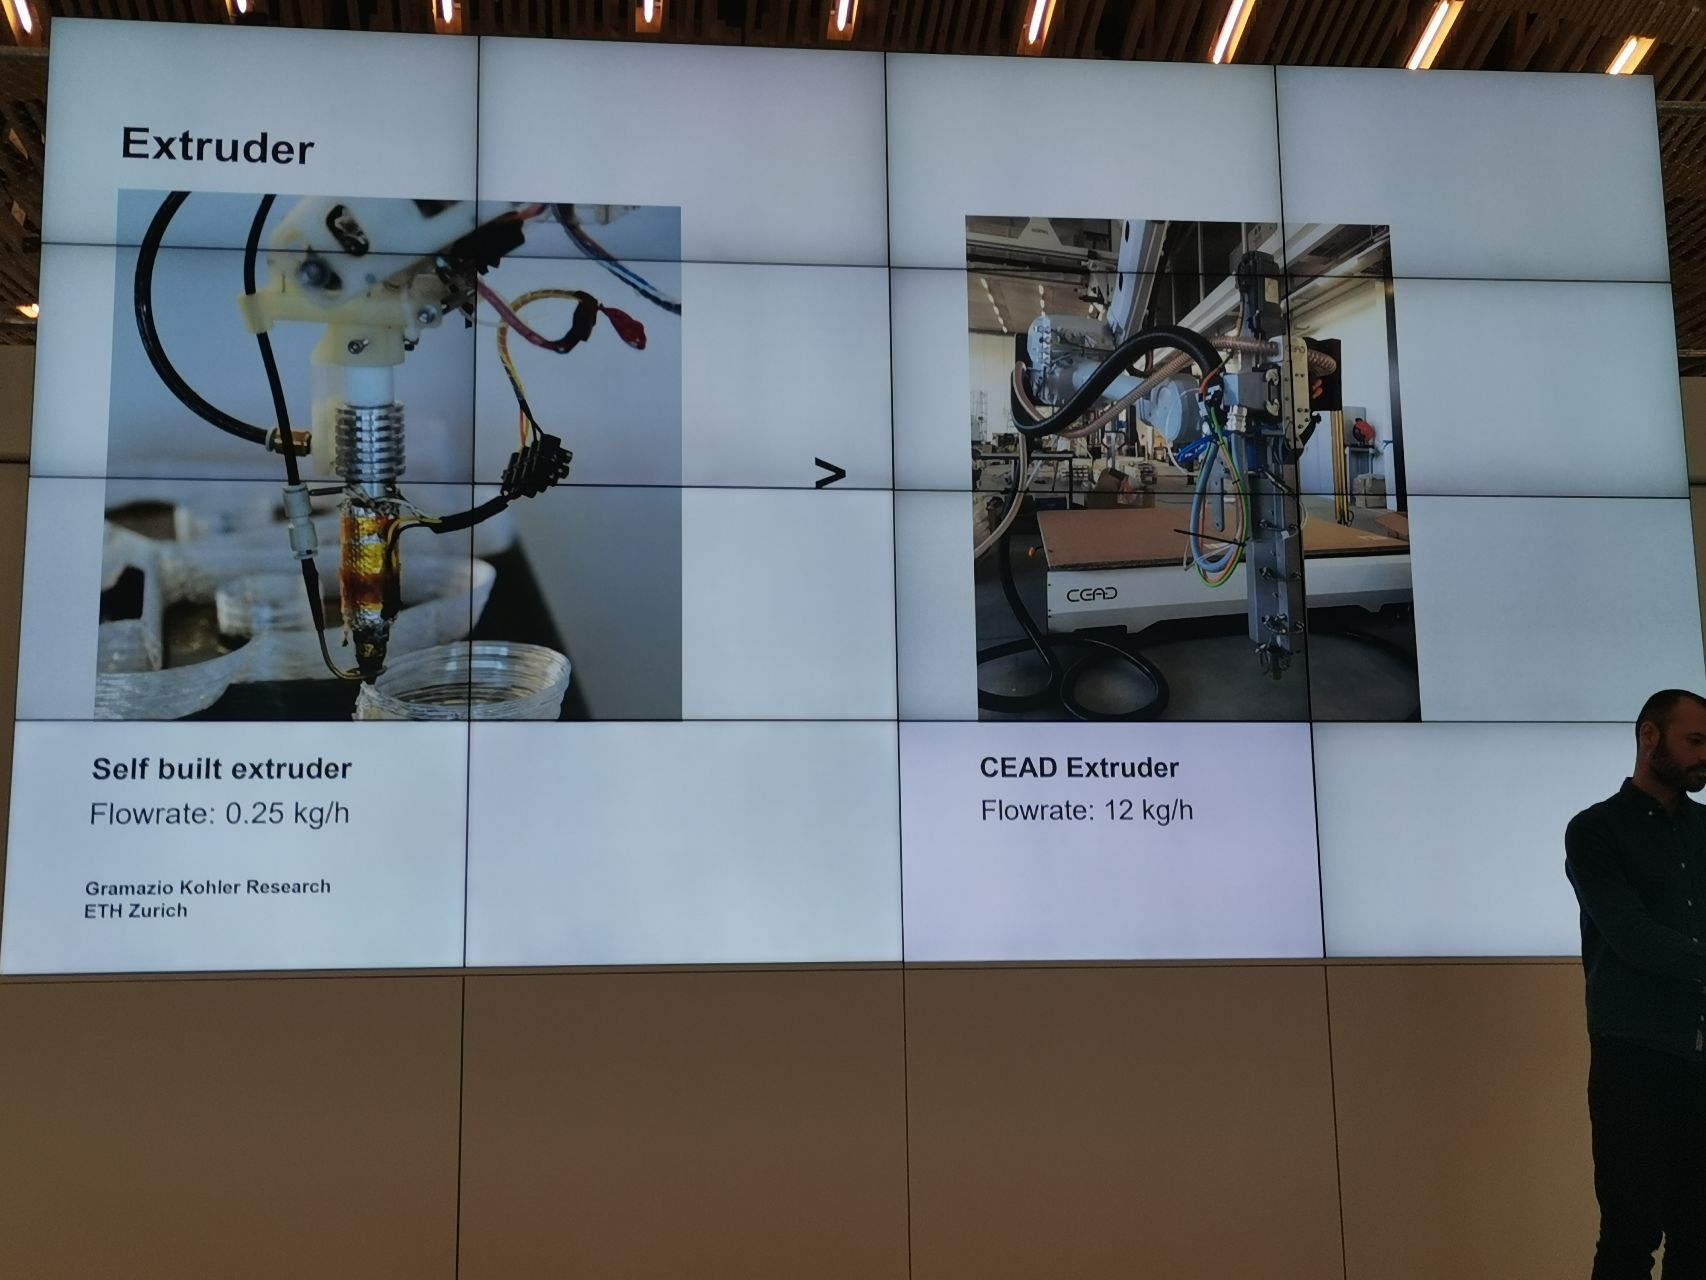 Extruder
>
CEAD
Self built extruder
Flowrate: 0.25 kg/h
CEAD Extruder
Flowrate: 12 kg/h
Gramazio Kohler Research
ETH Zurich